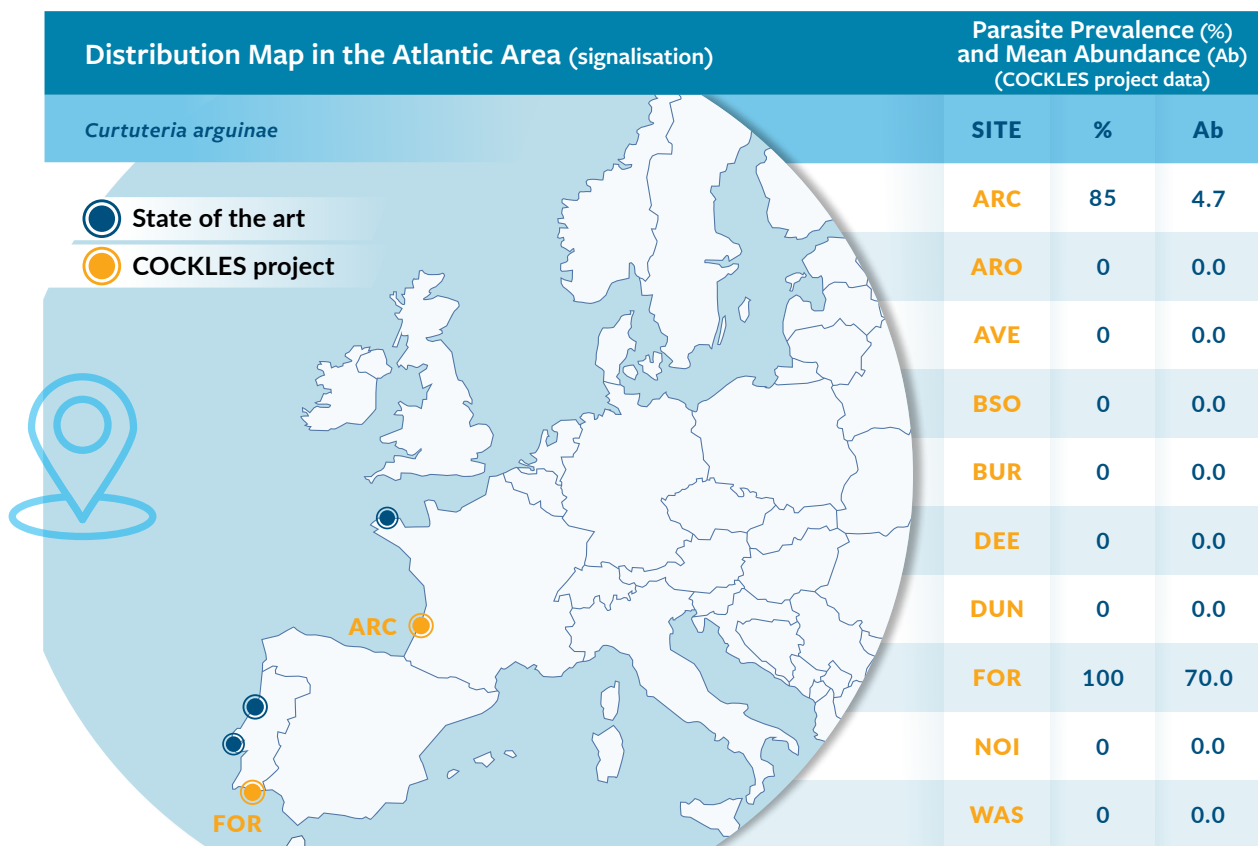 Distribution Map in the Atlantic Area (signalisation)
Parasite Prevalence (%)
and Mean Abundance (Ab)
(COCKLES project data)
Curtuteria arguinae
SITE % Ab
State of the art
COCKLES project
ARC
FOR
ARC 85 4.7
ARO 0 0.0
AVE 0 0.0
BSO 0 0.0
BUR 0 0.0
DEE 0 0.0
DUN 0 0.0
FOR 100 70.0
NOI 0 0.0
WAS 0 0.0